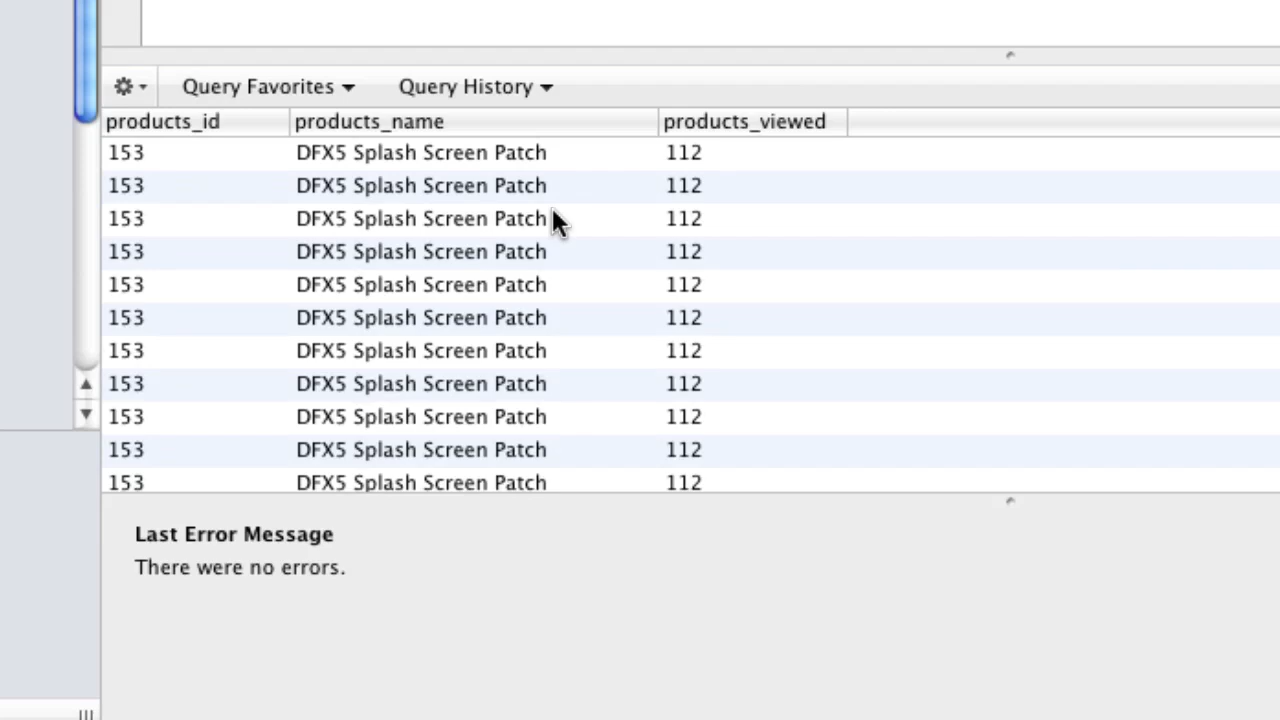 Query Favorites Query History
products_id products_name products_viewed
153 DFX5 Splash Screen Patch 112
153 DFX5 Splash Screen Patch 112
153 DFX5 Splash Screen Patch 112
153 DFX5 Splash Screen Patch 112
153 DFX5 Splash Screen Patch 112
153 DFX5 Splash Screen Patch 112
153 DFX5 Splash Screen Patch 112
153 DFX5 Splash Screen Patch 112
153 DFX5 Splash Screen Patch 112
153 DFX5 Splash Screen Patch 112
153 DFX5 Splash Screen Patch 112
Last Error Message
There were no errors.